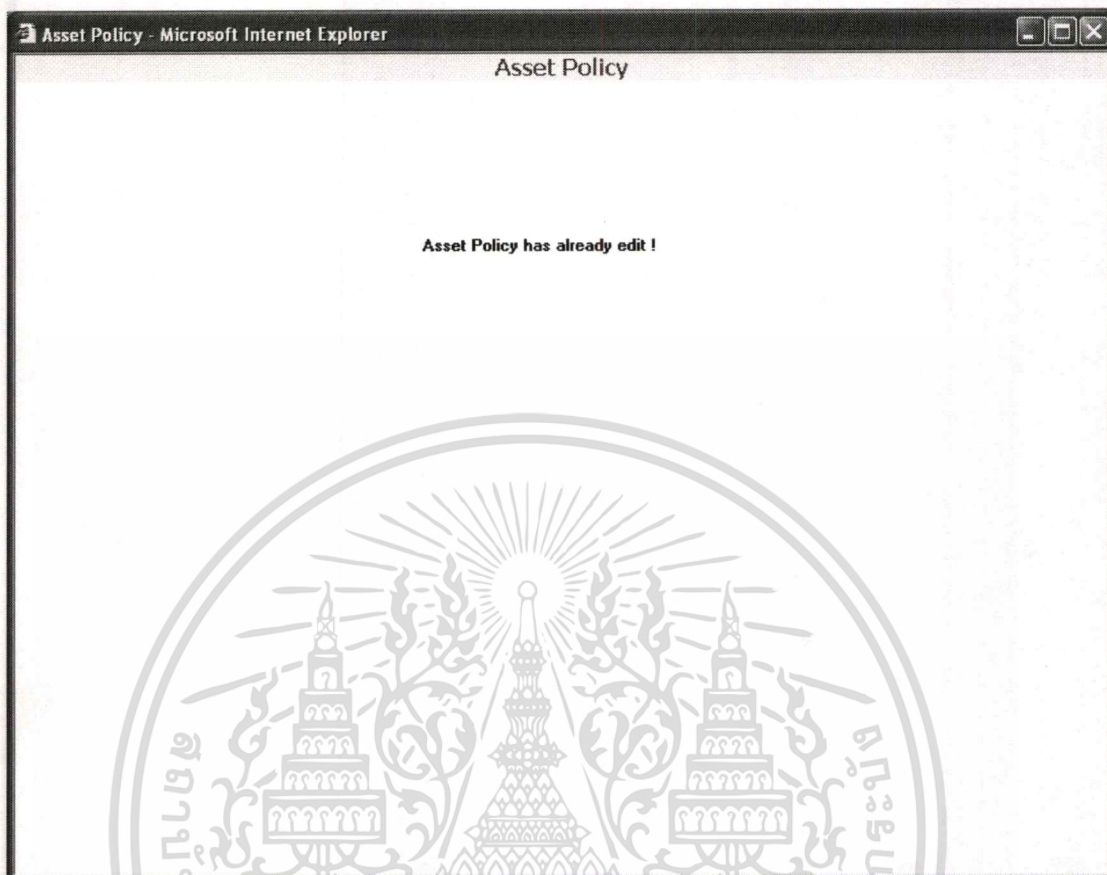 Asset Policy - Microsoft Internet Explorer
Asset Policy
Asset Policy has already edit !